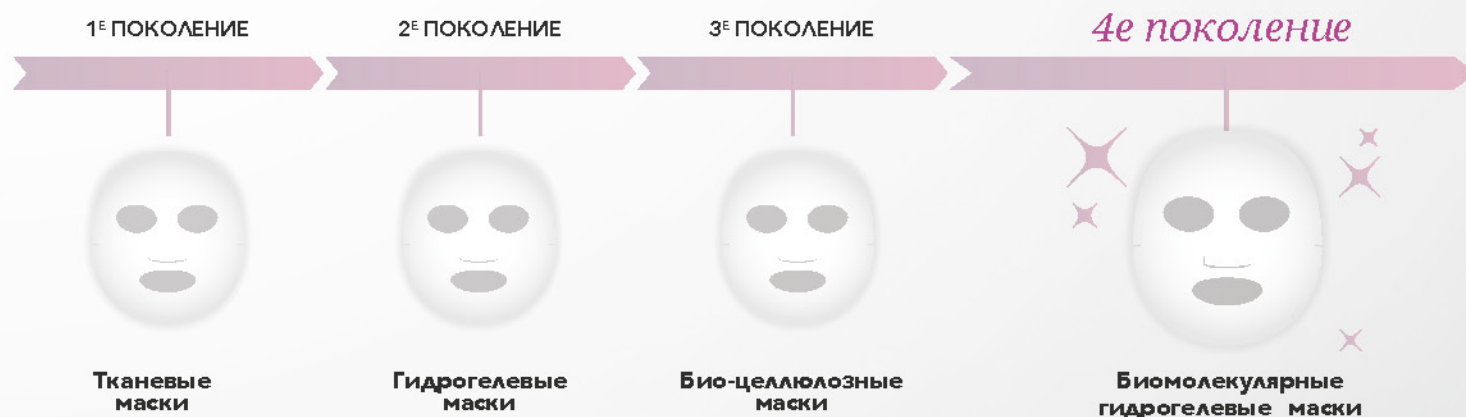 1Е ПОКОЛЕНИЕ
2Е ПОКОЛЕНИЕ
3Е ПОКОЛЕНИЕ
4е поколение
Тканевые
маски
Гидрогелевые
маски
Био-целлюлозные
маски
Биомолекулярные
гидрогелевые маски